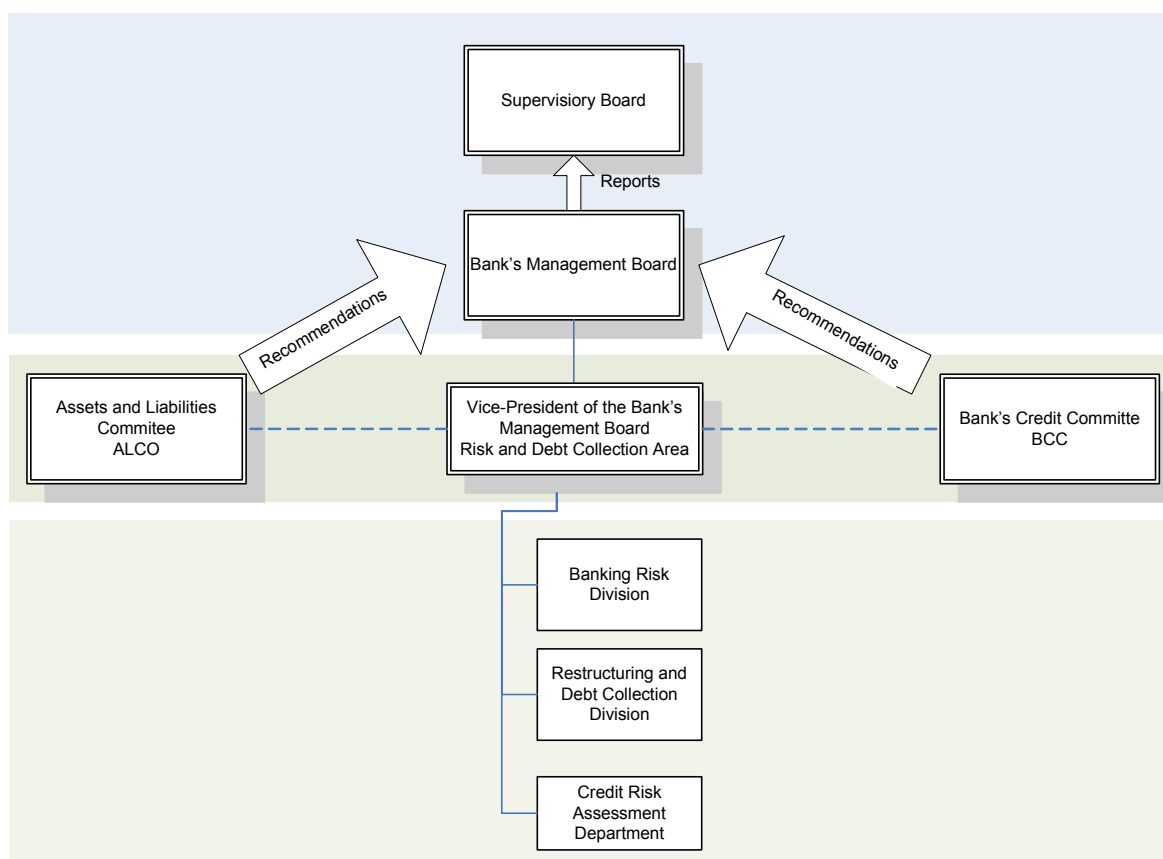 Supervisiory Board
Reports
Bank's Management Board
Recommendations
Recommendations
Assets and Liabilities
Commitee
ALCO
Vice-President of the Bank's
Management Board
Risk and Debt Collection Area
Bank's Credit Committe
BCC
Banking Risk
Division
Restructuring and
Debt Collection
Division
Credit Risk
Assessment
Department